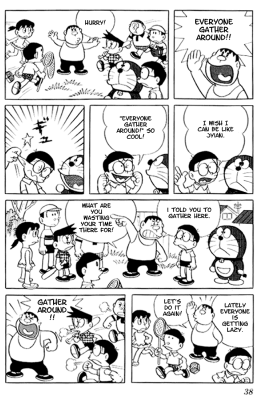 EVERYONE
GATHER
AROUND!!
HURRY!
I WISH I
CAN BE LIKE
JYIAN.
"EVERYONE
GATHER
AROUND!" SO
COOL!
ギュ
I TOLD YOU TO
GATHER HERE.
WHAT ARE
YOU
WASTING
YOUR TIME
THERE FOR!
LATELY
EVERYONE
IS
GETTING
LAZY.
LET'S
DO IT
AGAIN!
GATHER
AROUND
...!!
38